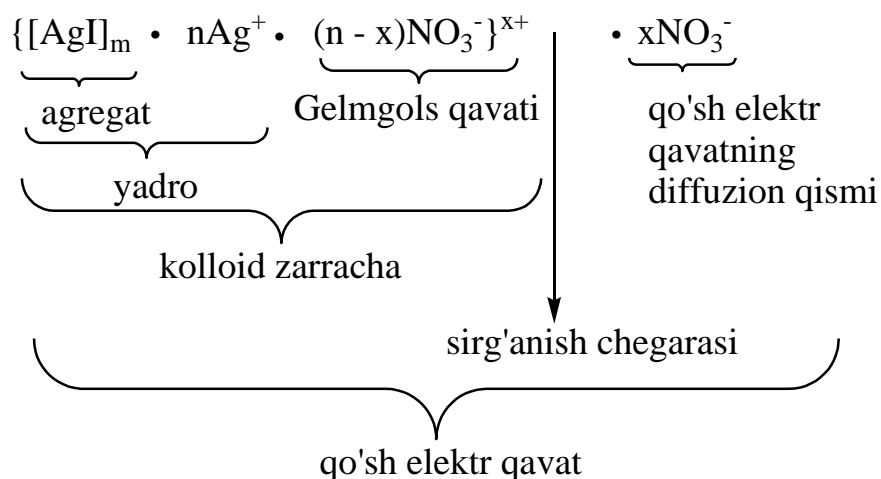 {[AgI]ₘ • nAg⁺ • (n - x)NO₃⁻}ˣ⁺ • xNO₃⁻
agregat
Gelmgols qavati
qo'sh elektr
qavatning
diffuzion qismi
yadro
kolloid zarracha
sirg'anish chegarasi
qo'sh elektr qavat